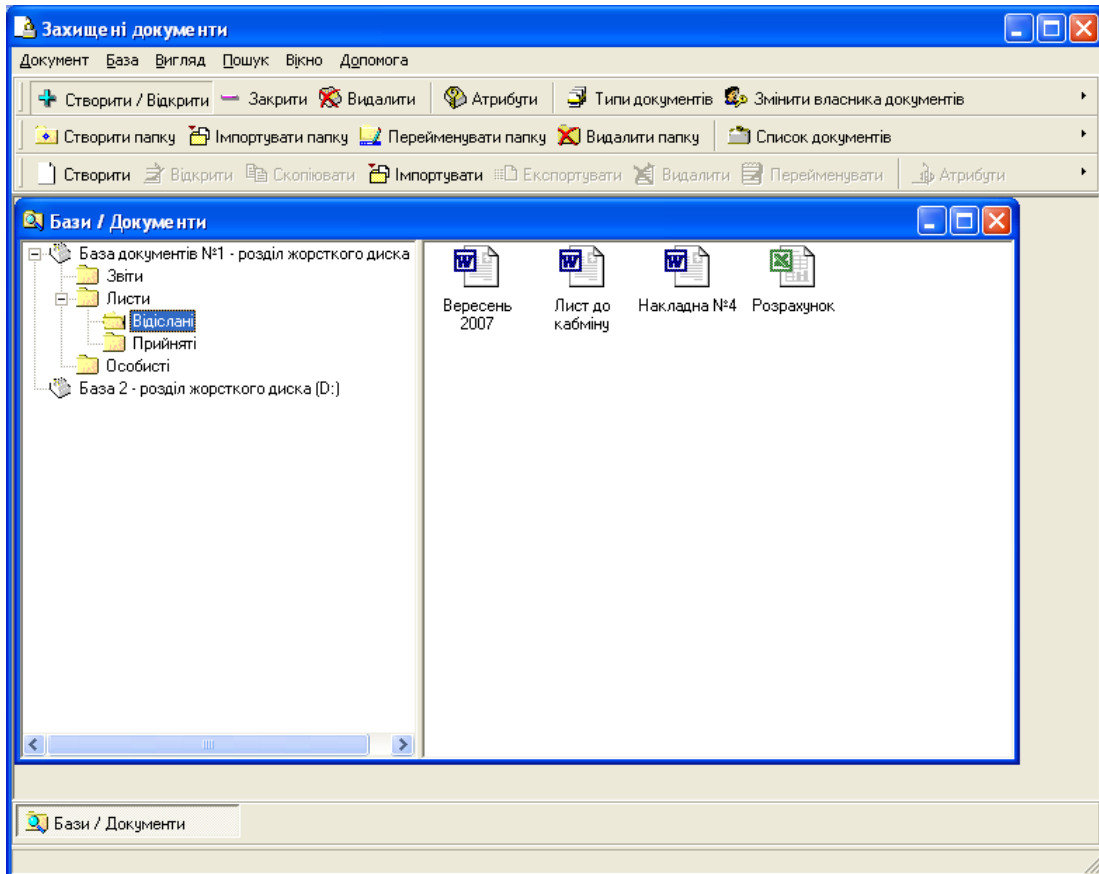 Захищені документи
Документ База Вигляд Пошук Вікно Допомога
Створити / Відкрити Закрити Видалити Атрибути Типи документів Змінити власника документів
Створити папку Імпортувати папку Перейменувати папку Видалити папку Список документів
Створити Відкрити Скопіювати Імпортувати Експортувати Видалити Перейменувати Атрибути
Бази / Документи
База документів №1 - розділ жорсткого диска
Звіти
Листи
Відіслані
Прийняті
Особисті
База 2 - розділ жорсткого диска (D:)
Вересень
2007
Лист до
кабміну
Накладна №4
Розрахунок
Бази / Документи